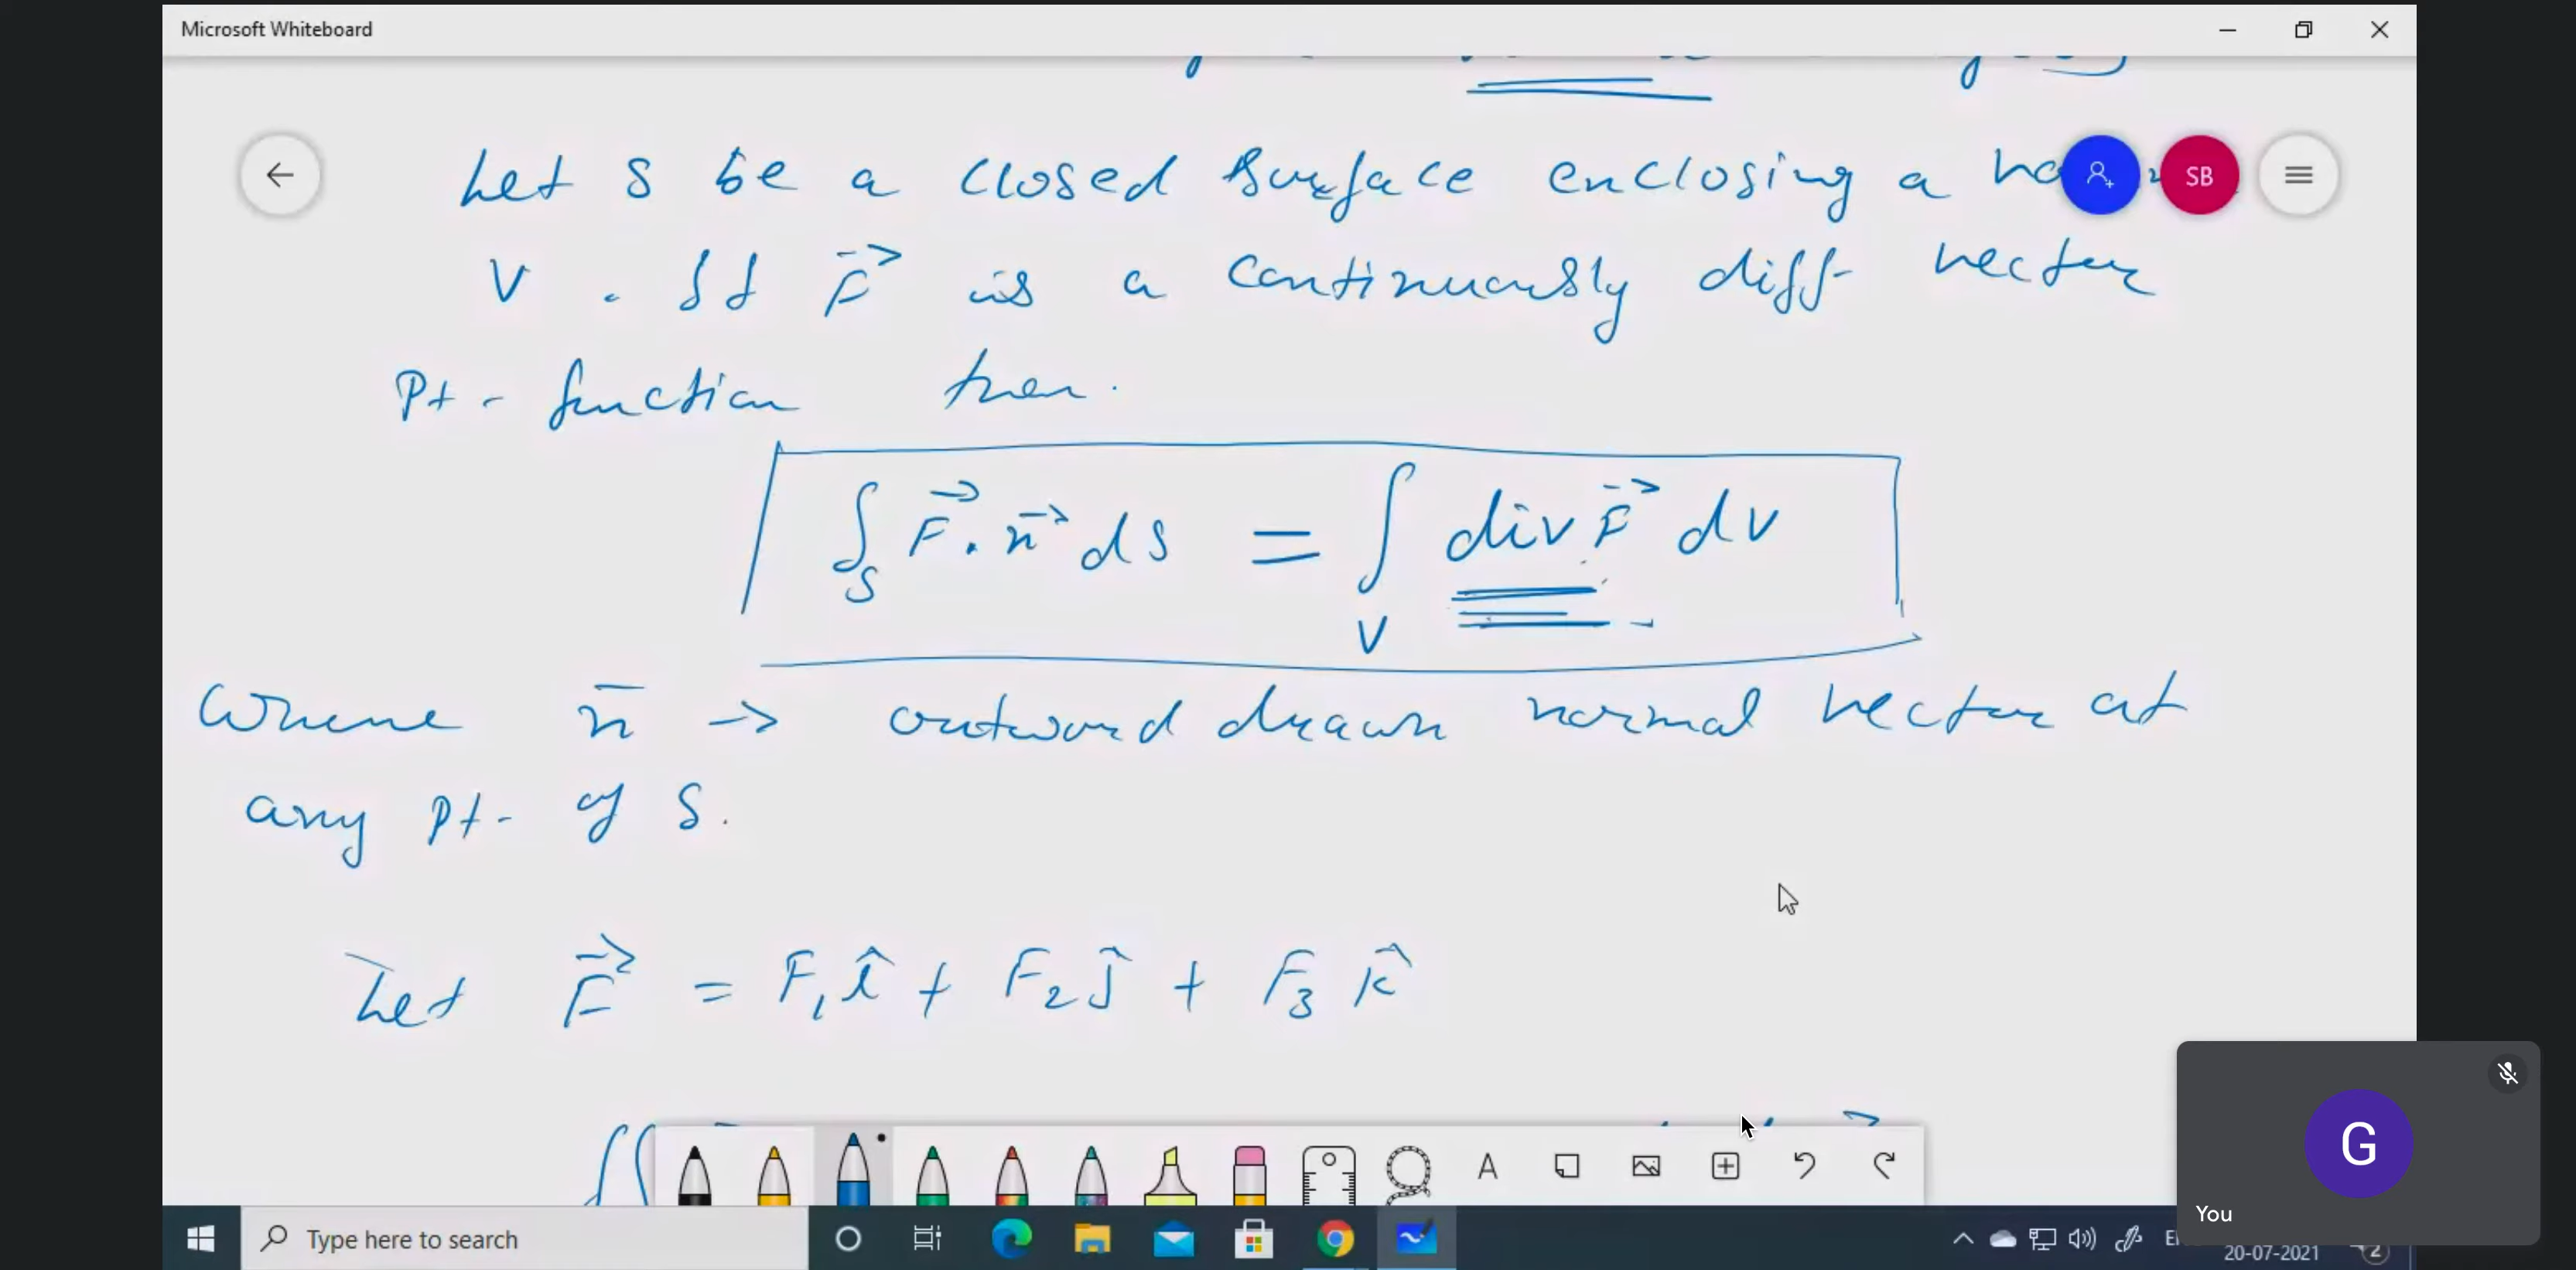 Microsoft Whiteboard
Let S be a closed surface enclosing a
SB
V. If F⃗ is a continuously diff vector
Pt- function then.
∫_S F⃗ . n⃗ ds = ∫_V div F⃗ dv
Where n̅ → outward drawn normal vector at
any pt- of S.
Let F⃗ = F₁ î + F₂ ĵ + F₃ k̂
∬
A
G
You
Type here to search
20-07-2021
2